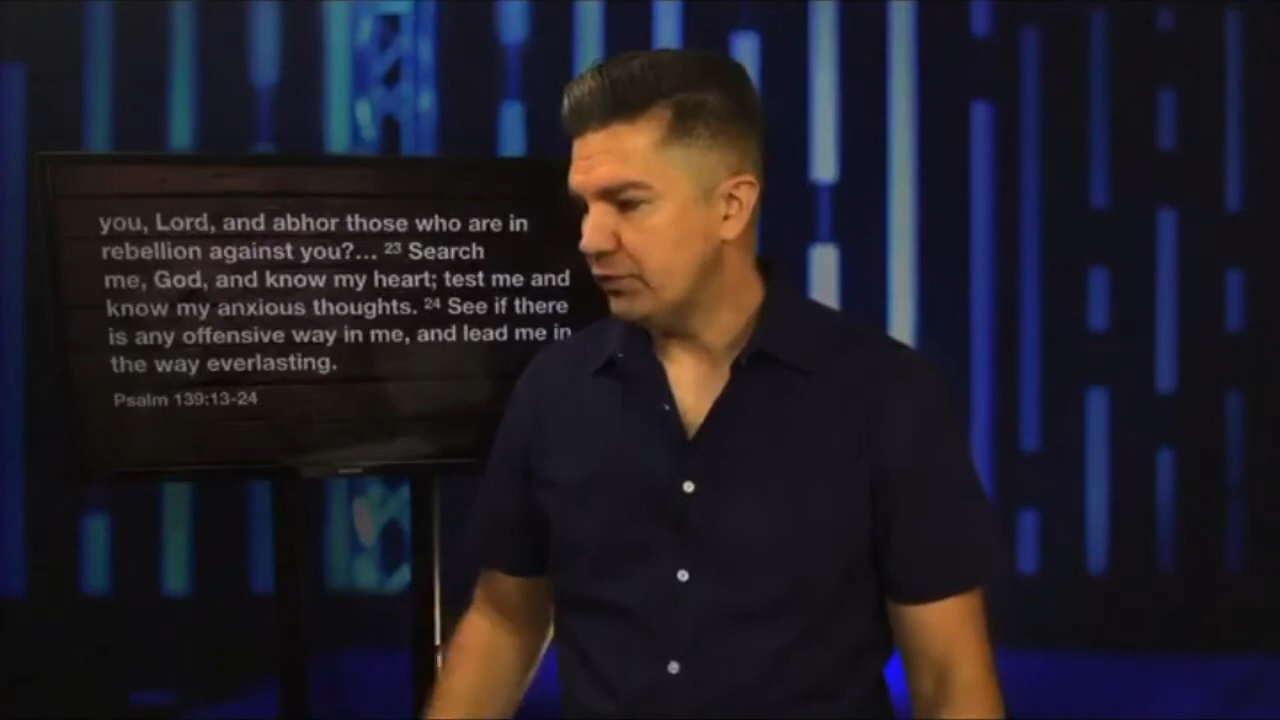 you, Lord, and abhor those who are in
rebellion against you?... 23 Search
me, God, and know my heart; test me and
know my anxious thoughts. 24 See if there
is any offensive way in me, and lead me in
the way everlasting.
Psalm 139:13-24